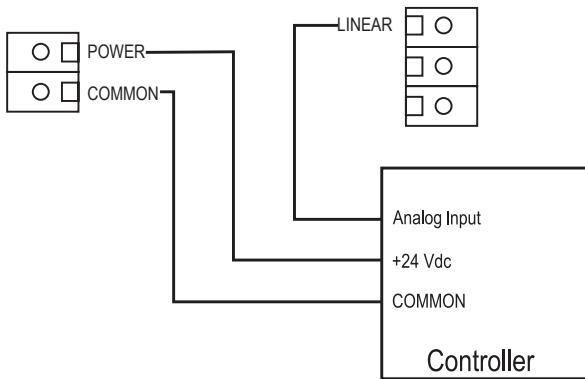 LINEAR
POWER
COMMON
Analog Input
+24 Vdc
COMMON
Controller